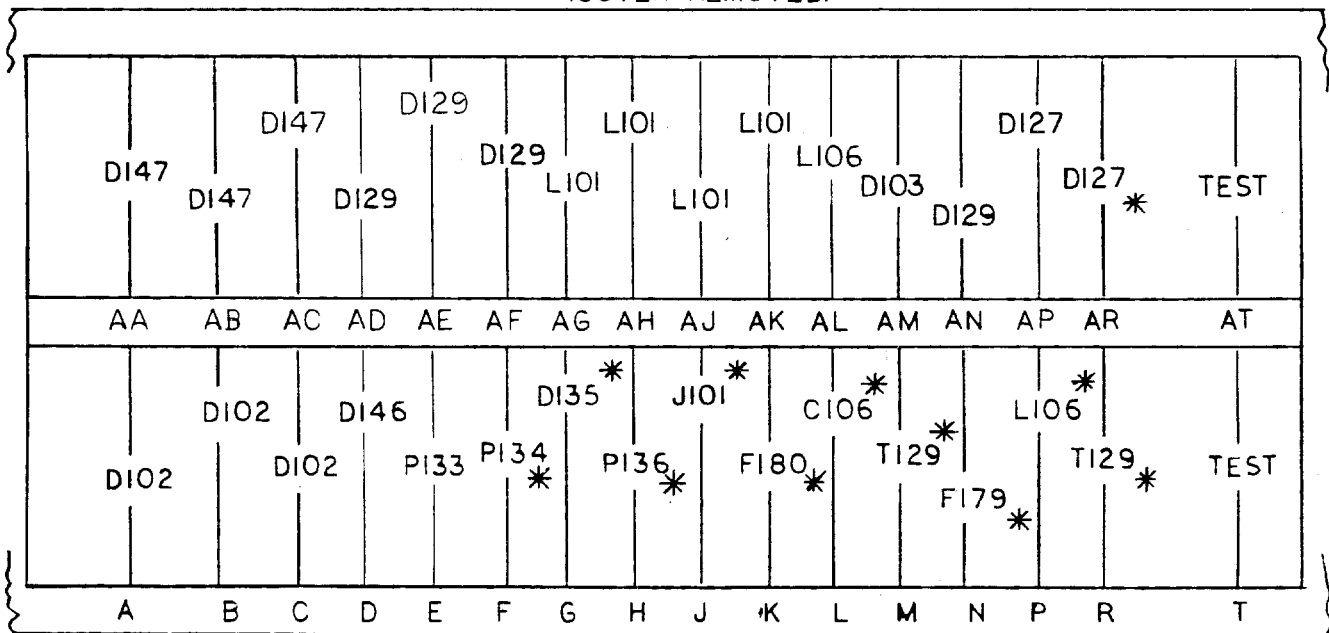 D147 D147 D147 D129 D129 D129 L101 L101 L101 L101 L106 D103 D129 D127 D127 * TEST
AA AB AC AD AE AF AG AH AJ AK AL AM AN AP AR AT
D102 D102 D102 D146 P133 P134 * D135 * P136 * J101 * F180 * C106 * T129 * F179 * L106 * T129 * TEST
A B C D E F G H J K L M N P R T